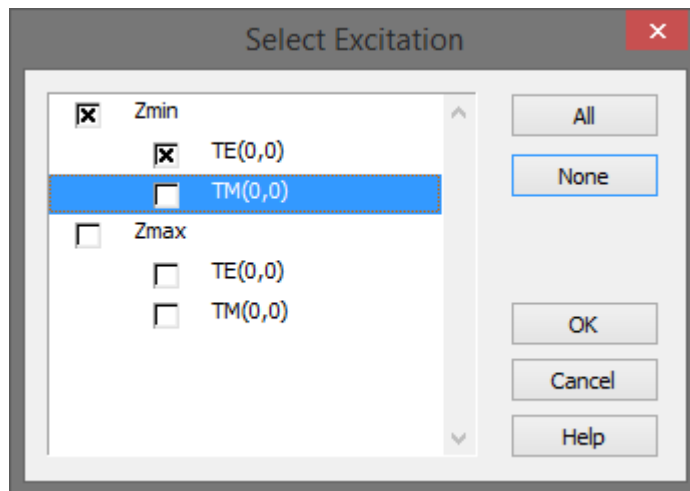 Select Excitation
Zmin
TE(0,0)
TM(0,0)
Zmax
TE(0,0)
TM(0,0)
All
None
OK
Cancel
Help